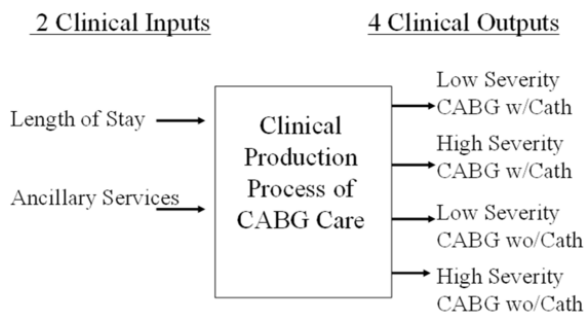 2 Clinical Inputs
4 Clinical Outputs
Length of Stay
Ancillary Services
Clinical
Production
Process of
CABG Care
Low Severity
CABG w/Cath
High Severity
CABG w/Cath
Low Severity
CABG wo/Cath
High Severity
CABG wo/Cath